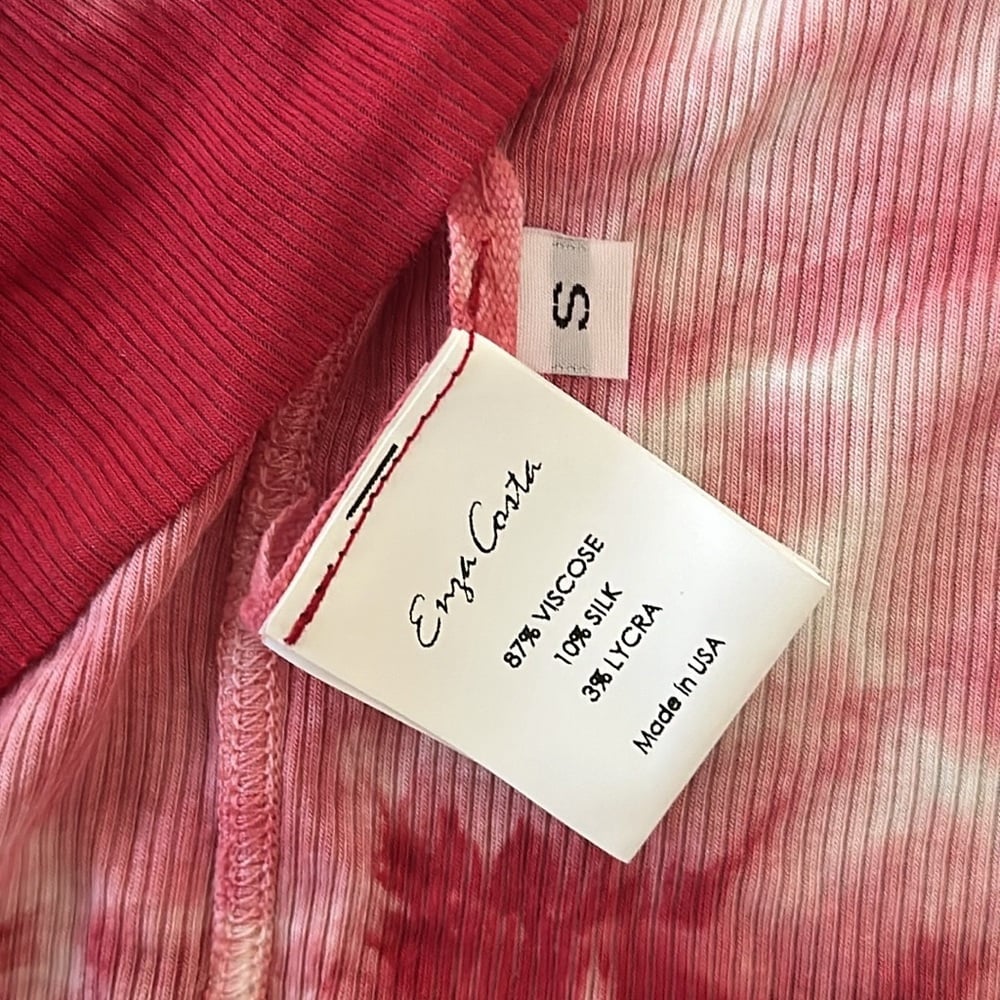 S
Enza Costa
87% VISCOSE
10% SILK
3% LYCRA
Made In USA